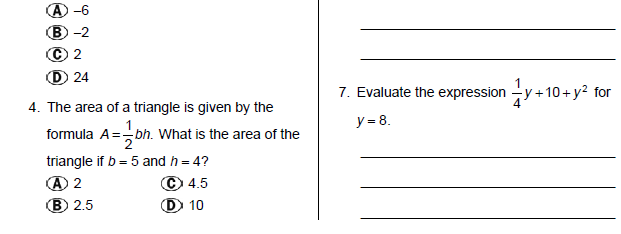 Ⓐ –6
Ⓑ –2
Ⓒ 2
Ⓓ 24
4. The area of a triangle is given by the
formula A = 1/2 bh. What is the area of the
triangle if b = 5 and h = 4?
Ⓐ 2 Ⓒ 4.5
Ⓑ 2.5 Ⓓ 10
7. Evaluate the expression 1/4 y + 10 + y² for
y = 8.